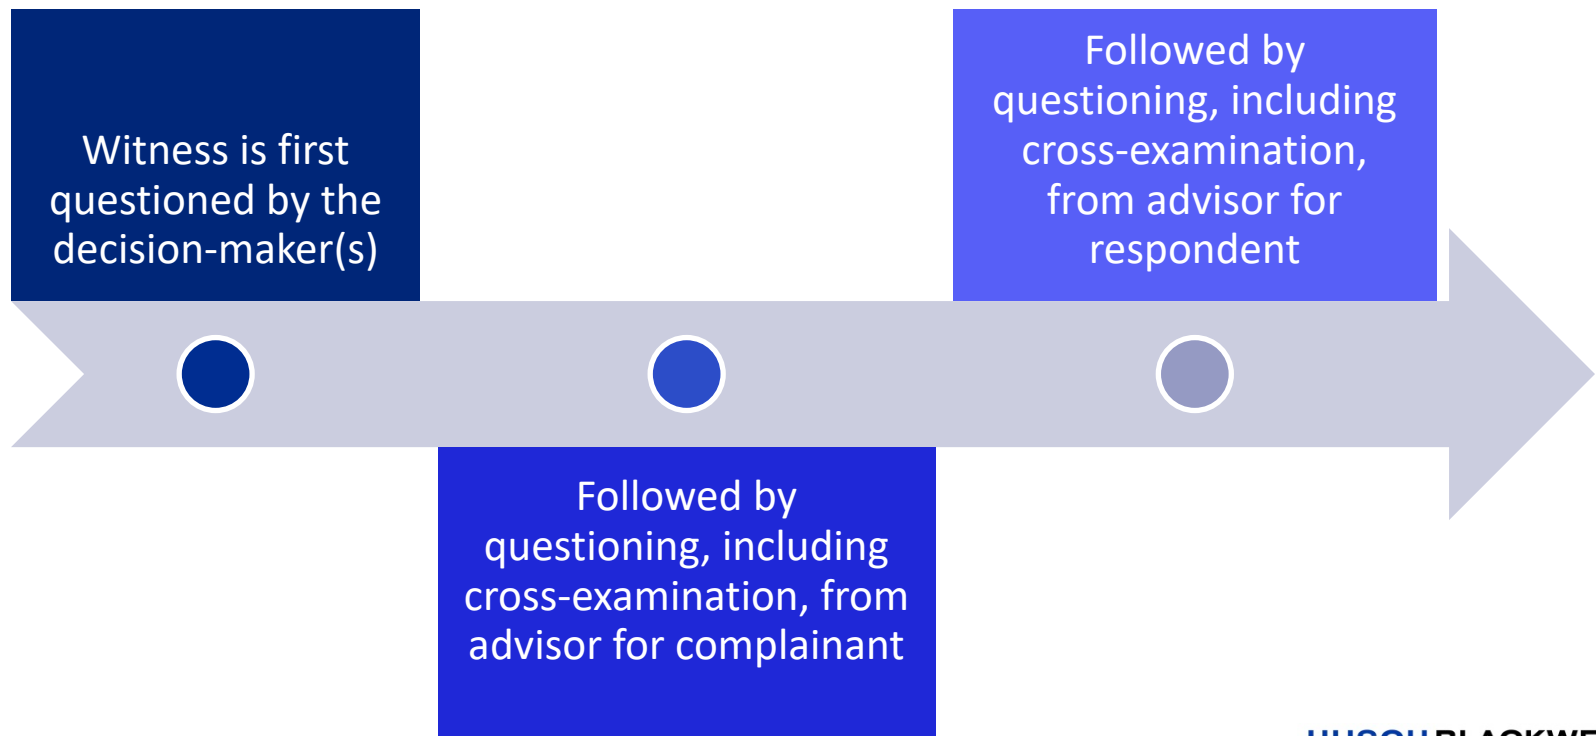 Witness is first
questioned by the
decision-maker(s)
Followed by
questioning, including
cross-examination, from
advisor for complainant
Followed by
questioning, including
cross-examination,
from advisor for
respondent